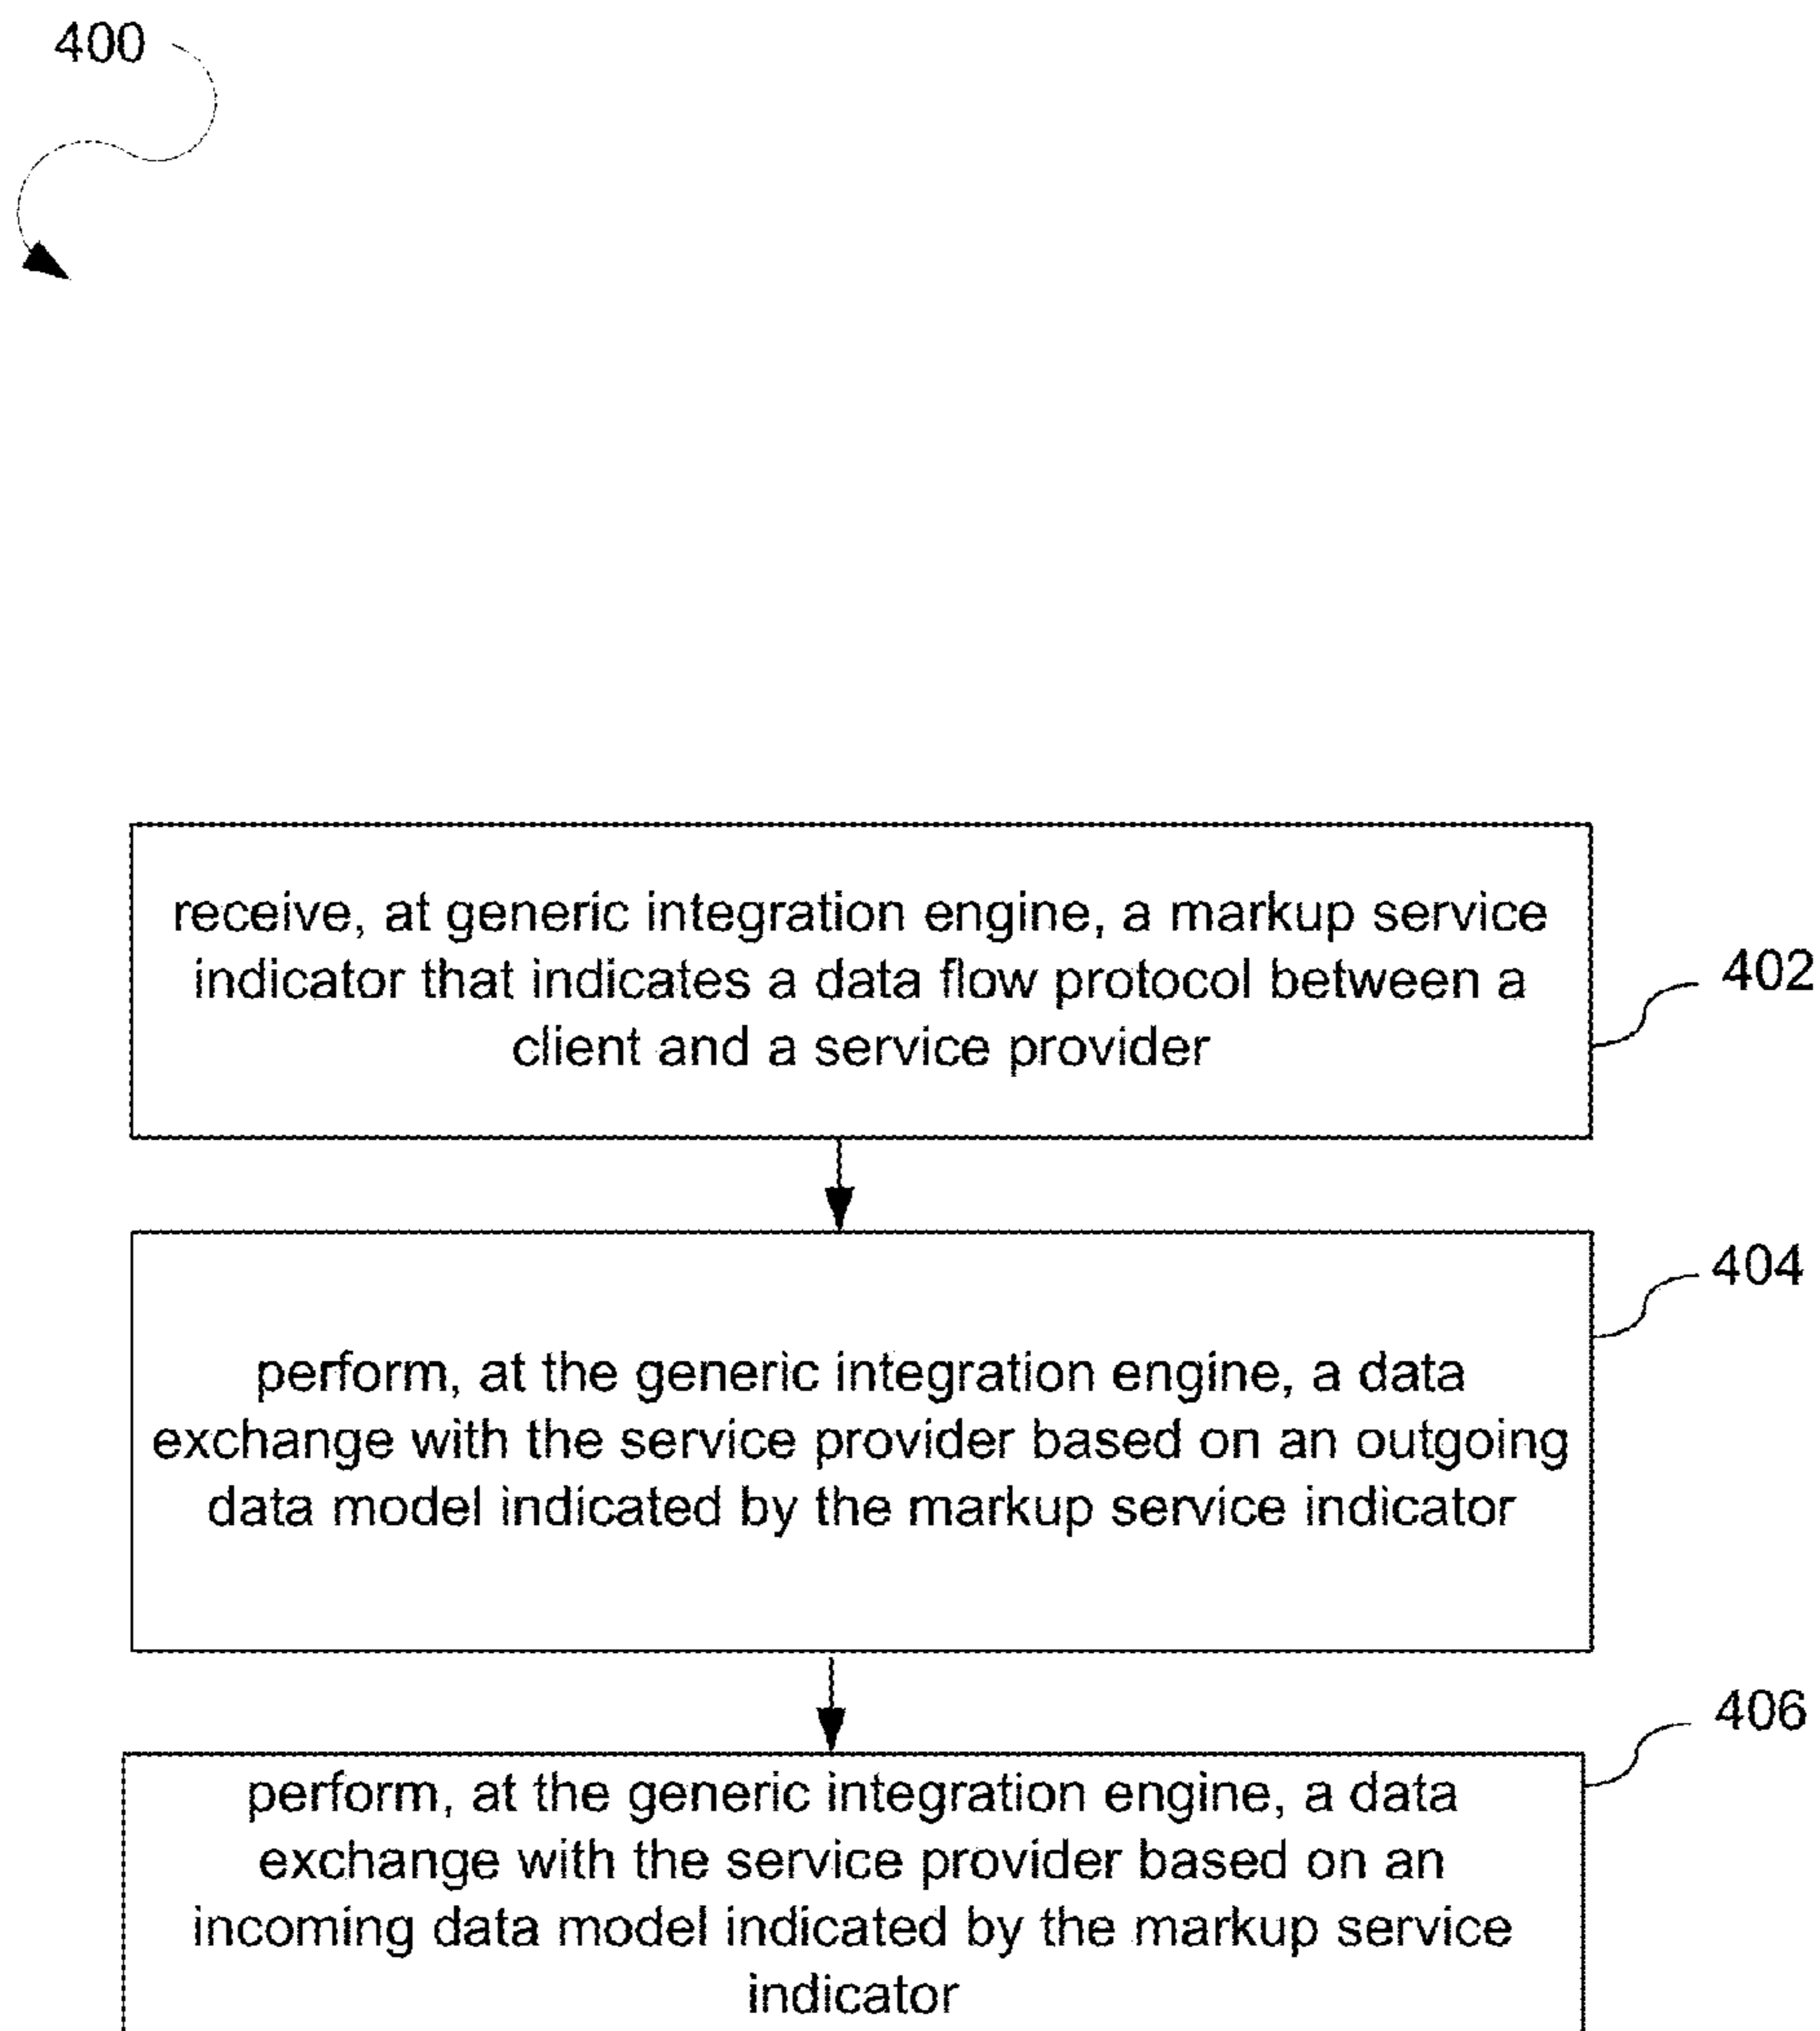 400
receive, at generic integration engine, a markup service
indicator that indicates a data flow protocol between a
client and a service provider
402
404
perform, at the generic integration engine, a data
exchange with the service provider based on an outgoing
data model indicated by the markup service indicator
406
perform, at the generic integration engine, a data
exchange with the service provider based on an
incoming data model indicated by the markup service
indicator